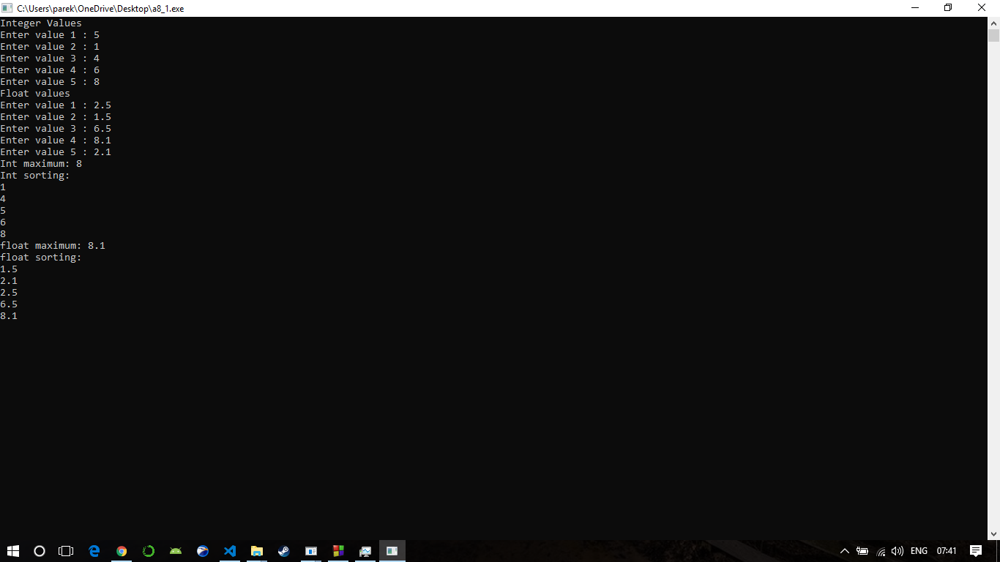 C:\Users\parek\OneDrive\Desktop\a8_1.exe
Integer Values
Enter value 1 : 5
Enter value 2 : 1
Enter value 3 : 4
Enter value 4 : 6
Enter value 5 : 8
Float values
Enter value 1 : 2.5
Enter value 2 : 1.5
Enter value 3 : 6.5
Enter value 4 : 8.1
Enter value 5 : 2.1
Int maximum: 8
Int sorting:
1
4
5
6
8
float maximum: 8.1
float sorting:
1.5
2.1
2.5
6.5
8.1
ENG 07:41